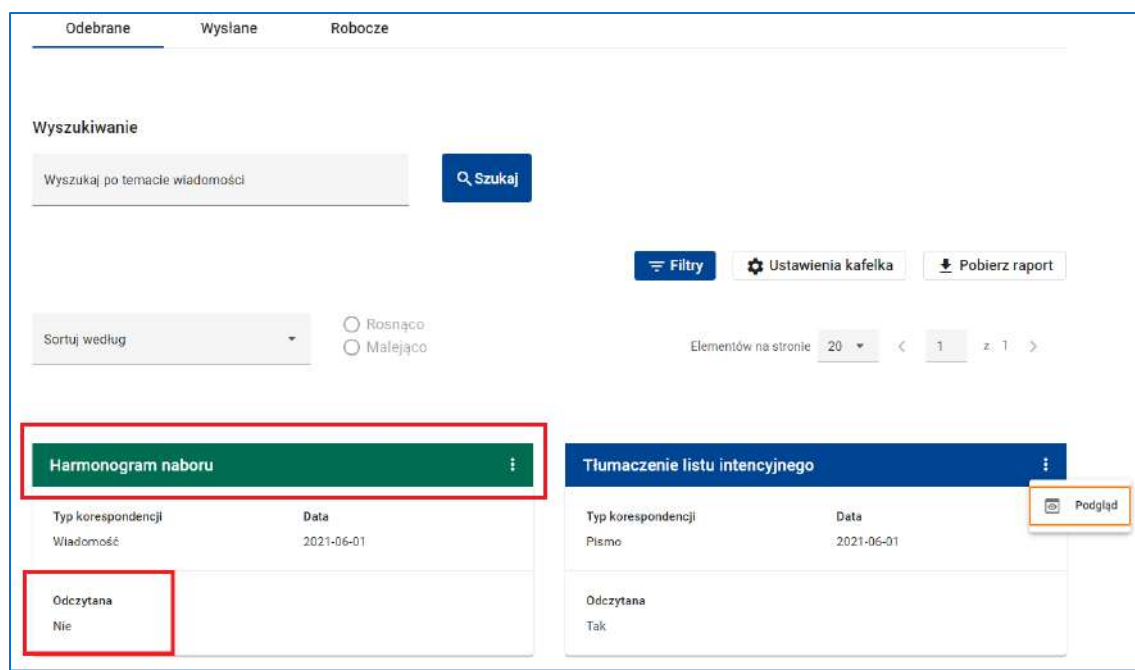 Odebrane Wysłane Robocze
Wyszukiwanie
Wyszukaj po temacie wiadomości
Szukaj
Filtry Ustawienia kafelka Pobierz raport
Sortuj według
Rosnąco
Malejąco
Elementów na stronie 20 < 1 z 1 >
Harmonogram naboru
Typ korespondencji Data
Wiadomość 2021-06-01
Odczytana
Nie
Tłumaczenie listu intencyjnego
Podgląd
Typ korespondencji Data
Pismo 2021-06-01
Odczytana
Tak